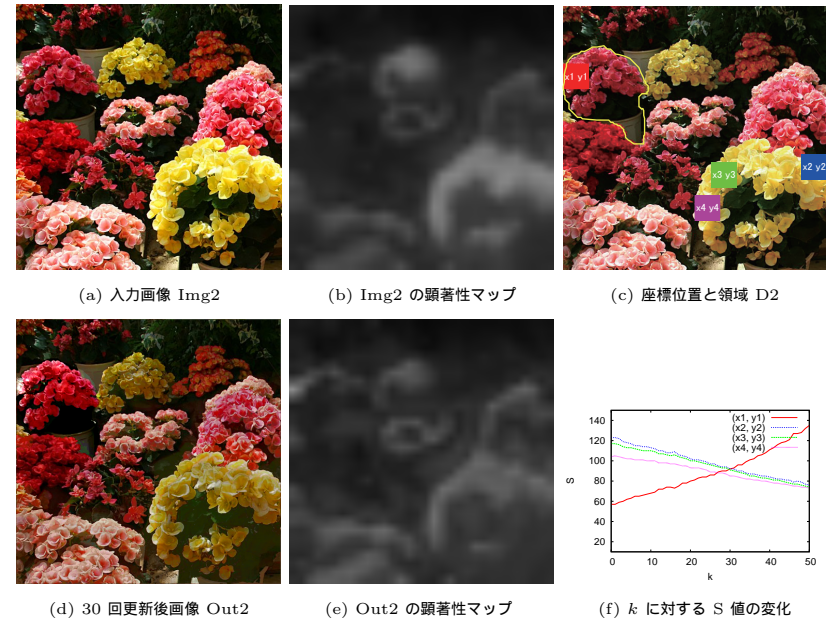 x1 y1
x2 y2
x3 y3
x4 y4
(a) 入力画像 Img2
(b) Img2 の顕著性マップ
(c) 座標位置と領域 D2
140
120
100
80
60
40
20
0 10 20 30 40 50
S
k
(x1, y1)
(x2, y2)
(x3, y3)
(x4, y4)
(d) 30 回更新後画像 Out2
(e) Out2 の顕著性マップ
(f) k に対する S 値の変化